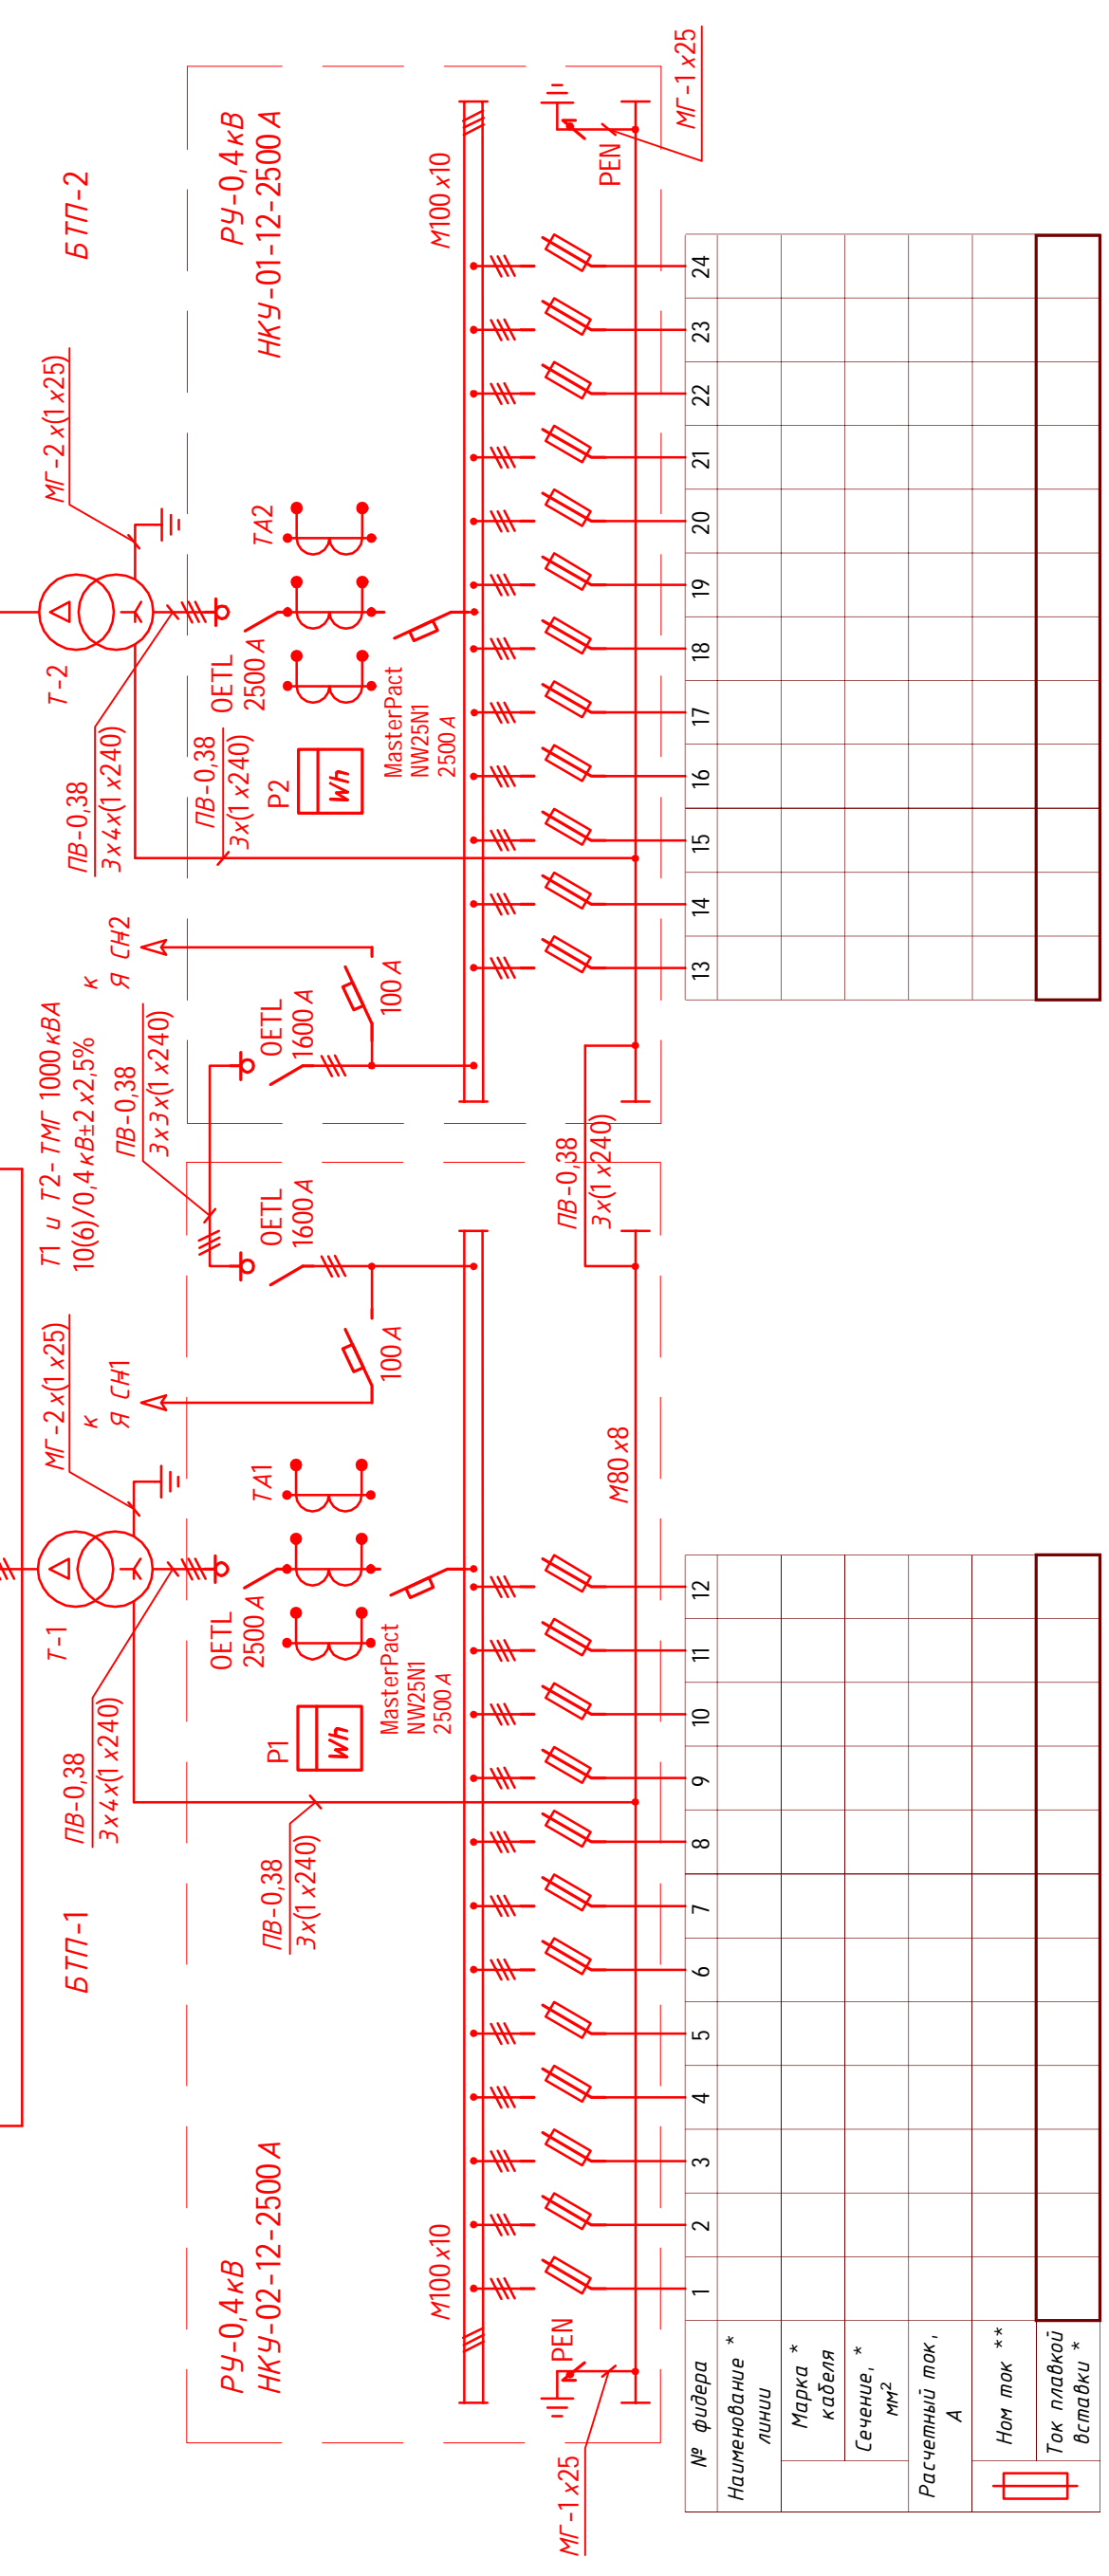 БТП-1
БТП-2
Т1 и Т2-ТМГ 1000кВА
10(6)/0,4кВ±2х2,5%
Т-1
МГ-2х(1х25)
ПВ-0,38
3х4х(1х240)
к
Я СН1
Т-2
МГ-2х(1х25)
ПВ-0,38
3х4х(1х240)
к
Я СН2
ПВ-0,38
3х3х(1х240)
РУ-0,4кВ
НКУ-02-12-2500А
РУ-0,4кВ
НКУ-01-12-2500А
OETL
2500А
ТА1
P1
Wh
MasterPact
NW25N1
2500А
ПВ-0,38
3х(1х240)
OETL
1600А
100А
OETL
1600А
100А
OETL
2500А
ТА2
P2
Wh
MasterPact
NW25N1
2500А
ПВ-0,38
3х(1х240)
М100х10
М100х10
PEN
МГ-1х25
М80х8
ПВ-0,38
3х(1х240)
PEN
МГ-1х25
№ фидера
1 2 3 4 5 6 7 8 9 10 11 12
13 14 15 16 17 18 19 20 21 22 23 24
Наименование *
линии
Марка *
кабеля
Сечение, *
мм²
Расчетный ток,
А
Ном ток **
Ток плавкой
вставки *